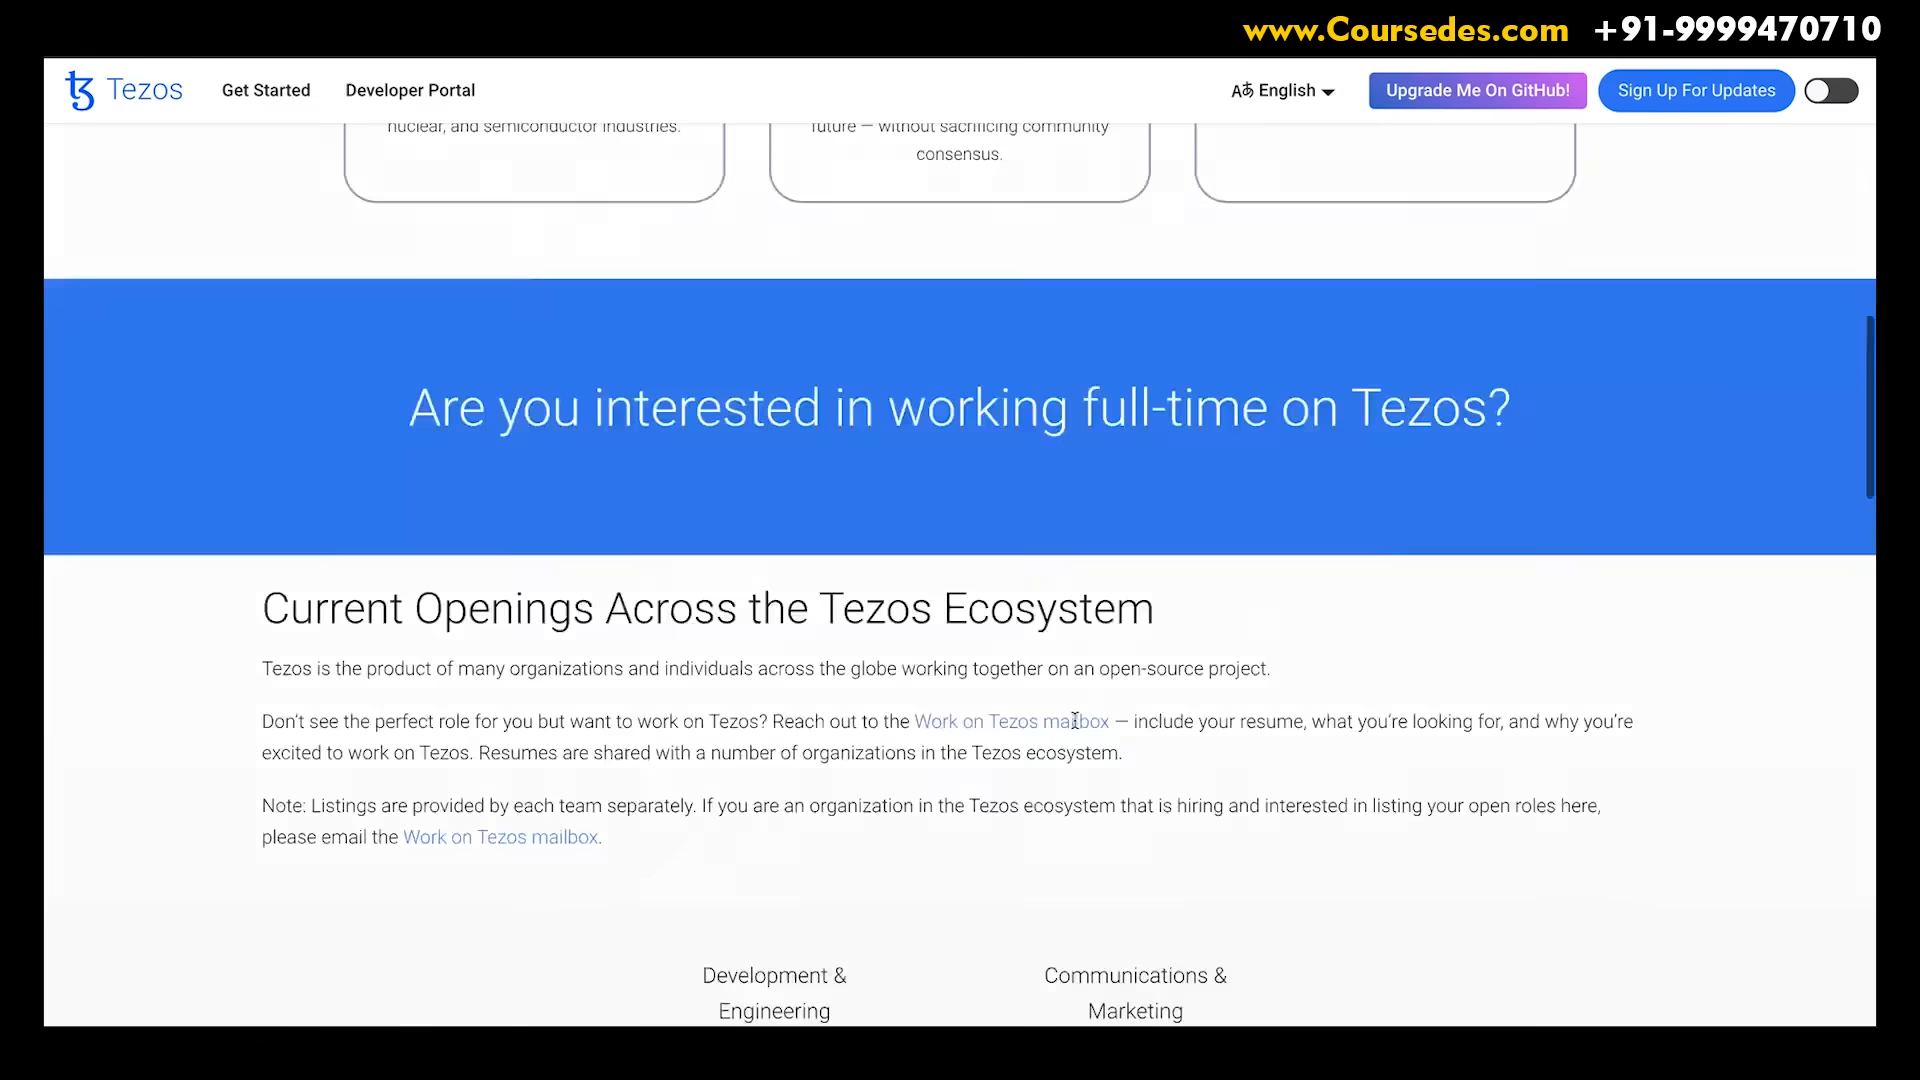 www.Coursedes.com +91-9999470710
Tezos Get Started Developer Portal Aあ English Upgrade Me On GitHub! Sign Up For Updates
nuclear, and semiconductor industries.
future — without sacrificing community
consensus.
Are you interested in working full-time on Tezos?
Current Openings Across the Tezos Ecosystem
Tezos is the product of many organizations and individuals across the globe working together on an open-source project.
Don't see the perfect role for you but want to work on Tezos? Reach out to the Work on Tezos mailbox — include your resume, what you're looking for, and why you're
excited to work on Tezos. Resumes are shared with a number of organizations in the Tezos ecosystem.
Note: Listings are provided by each team separately. If you are an organization in the Tezos ecosystem that is hiring and interested in listing your open roles here,
please email the Work on Tezos mailbox.
Development &
Engineering
Communications &
Marketing